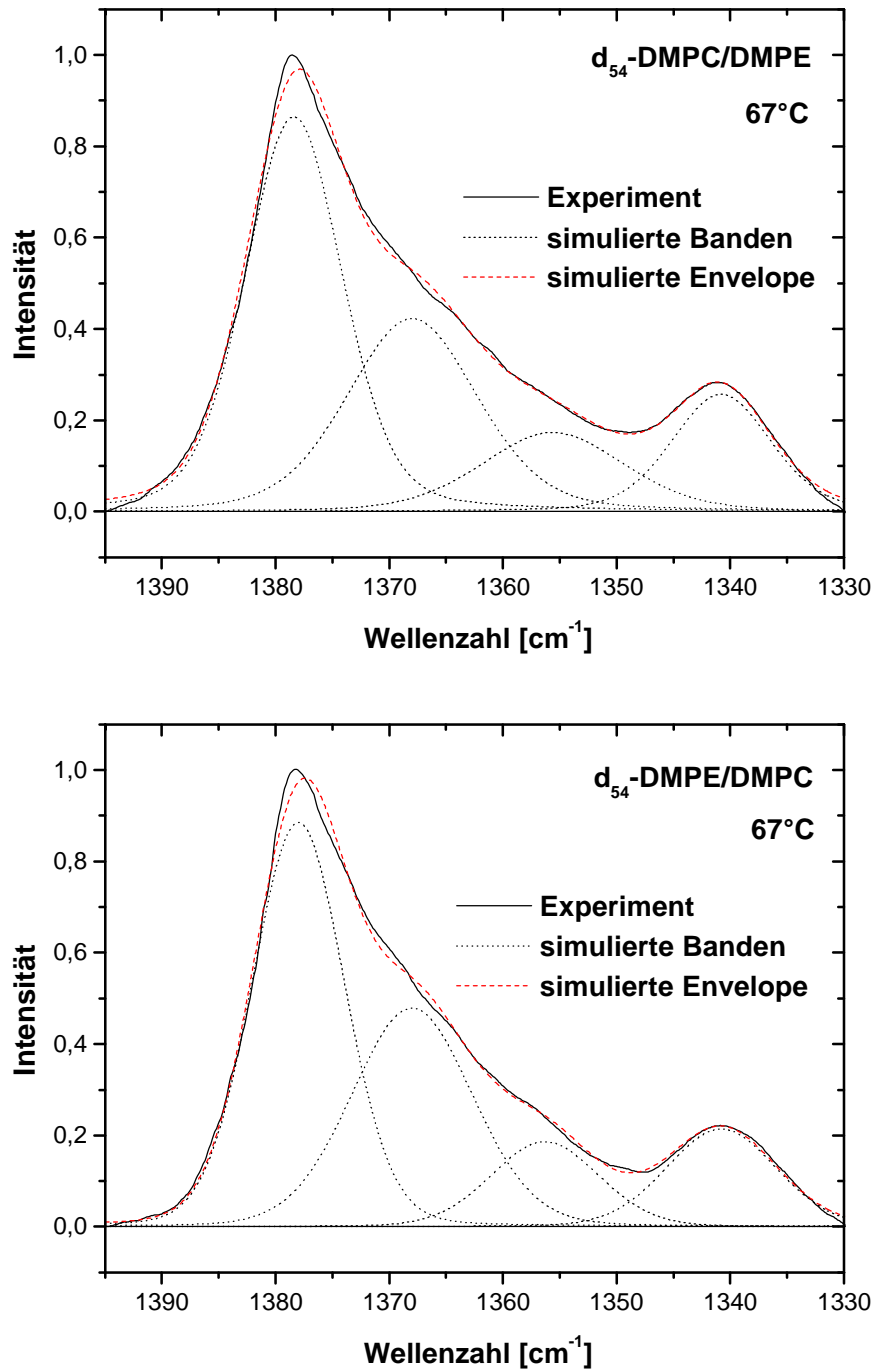 d₅₄-DMPC/DMPE
67°C
Experiment
simulierte Banden
simulierte Envelope
1,0
0,8
0,6
0,4
0,2
0,0
Intensität
1390 1380 1370 1360 1350 1340 1330
Wellenzahl [cm⁻¹]
d₅₄-DMPE/DMPC
67°C
Experiment
simulierte Banden
simulierte Envelope
1,0
0,8
0,6
0,4
0,2
0,0
Intensität
1390 1380 1370 1360 1350 1340 1330
Wellenzahl [cm⁻¹]